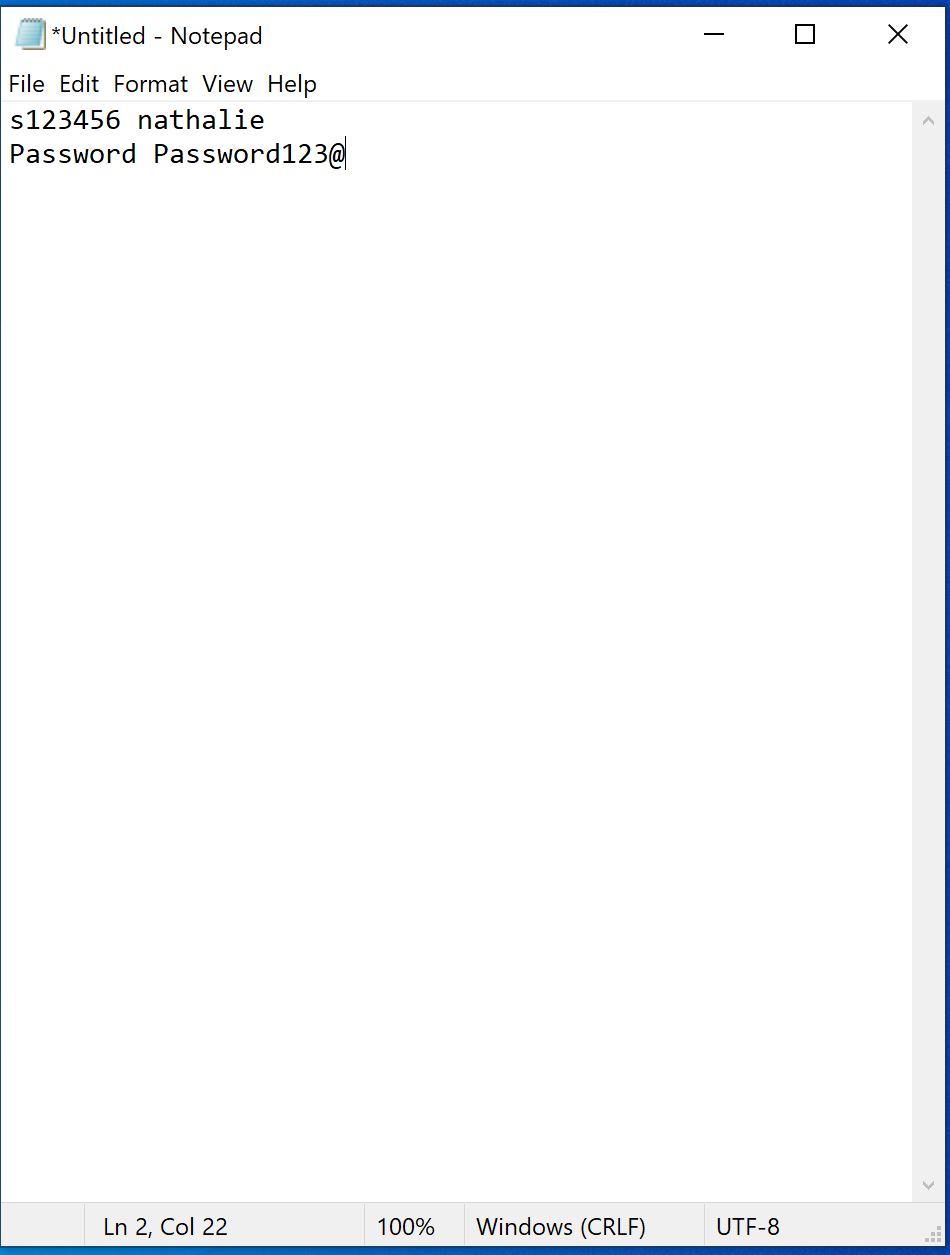 *Untitled - Notepad
File Edit Format View Help
s123456 nathalie
Password Password123@
Ln 2, Col 22 100% Windows (CRLF) UTF-8